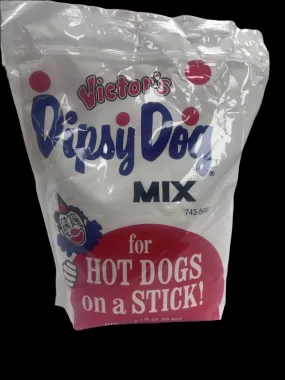 Victor's
Dipsy Dog®
MIX
for
HOT DOGS
on a STICK!